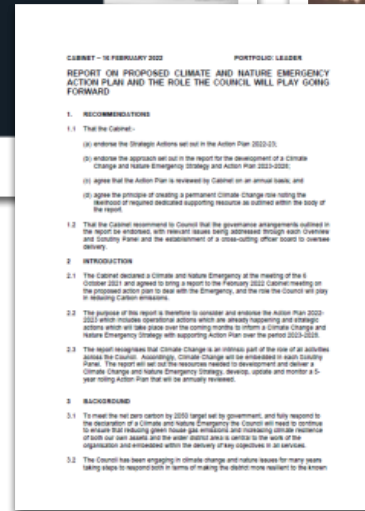 CABINET – 16 FEBRUARY 2022 PORTFOLIO: LEADER
REPORT ON PROPOSED CLIMATE AND NATURE EMERGENCY
ACTION PLAN AND THE ROLE THE COUNCIL WILL PLAY GOING
FORWARD
1. RECOMMENDATIONS
1.1 That the Cabinet:-
(a) endorse the Strategic Actions set out in the Action Plan 2022-23;
(b) endorse the approach set out in the report for the development of a Climate
Change and Nature Emergency Strategy and Action Plan 2023-2028;
(c) agree that the Action Plan is reviewed by Cabinet on an annual basis; and
(d) agree the principle of creating a permanent Climate Change role noting the
likelihood of required dedicated supporting resource as outlined within the body of
the report.
1.2 That the Cabinet recommend to Council that the governance arrangements outlined in
the report be endorsed, with relevant issues being addressed through each Overview
and Scrutiny Panel and the establishment of a cross-cutting officer board to oversee
delivery.
2 INTRODUCTION
2.1 The Cabinet declared a Climate and Nature Emergency at the meeting of the 6
October 2021 and agreed to bring a report to the February 2022 Cabinet meeting on
the proposed action plan to deal with the Emergency, and the role the Council will play
in reducing Carbon emissions.
2.2 The purpose of this report is therefore to consider and endorse the Action Plan 2022-
2023 which includes operational actions which are already happening and strategic
actions which will take place over the coming months to inform a Climate Change and
Nature Emergency Strategy with supporting Action Plan over the period 2023-2028.
2.3 The report recognises that Climate Change is an intrinsic part of the role of all activities
across the Council. Accordingly, Climate Change will be embedded in each Scrutiny
Panel. The report will set out the resources needed to development and deliver a
Climate Change and Nature Emergency Strategy, develop, update and monitor a 5-
year rolling Action Plan that will be annually reviewed.
3 BACKGROUND
3.1 To meet the net zero carbon by 2050 target set by government, and fully respond to
the declaration of a Climate and Nature Emergency the Council will need to continue
to ensure that reducing green house gas emissions and increasing climate resilience
of both our own assets and the wider district area is central to the work of the
organisation and embedded within the delivery of key objectives in all services.
3.2 The Council has been engaging in climate change and nature issues for many years
taking steps to respond both in terms of making the district more resilient to the known